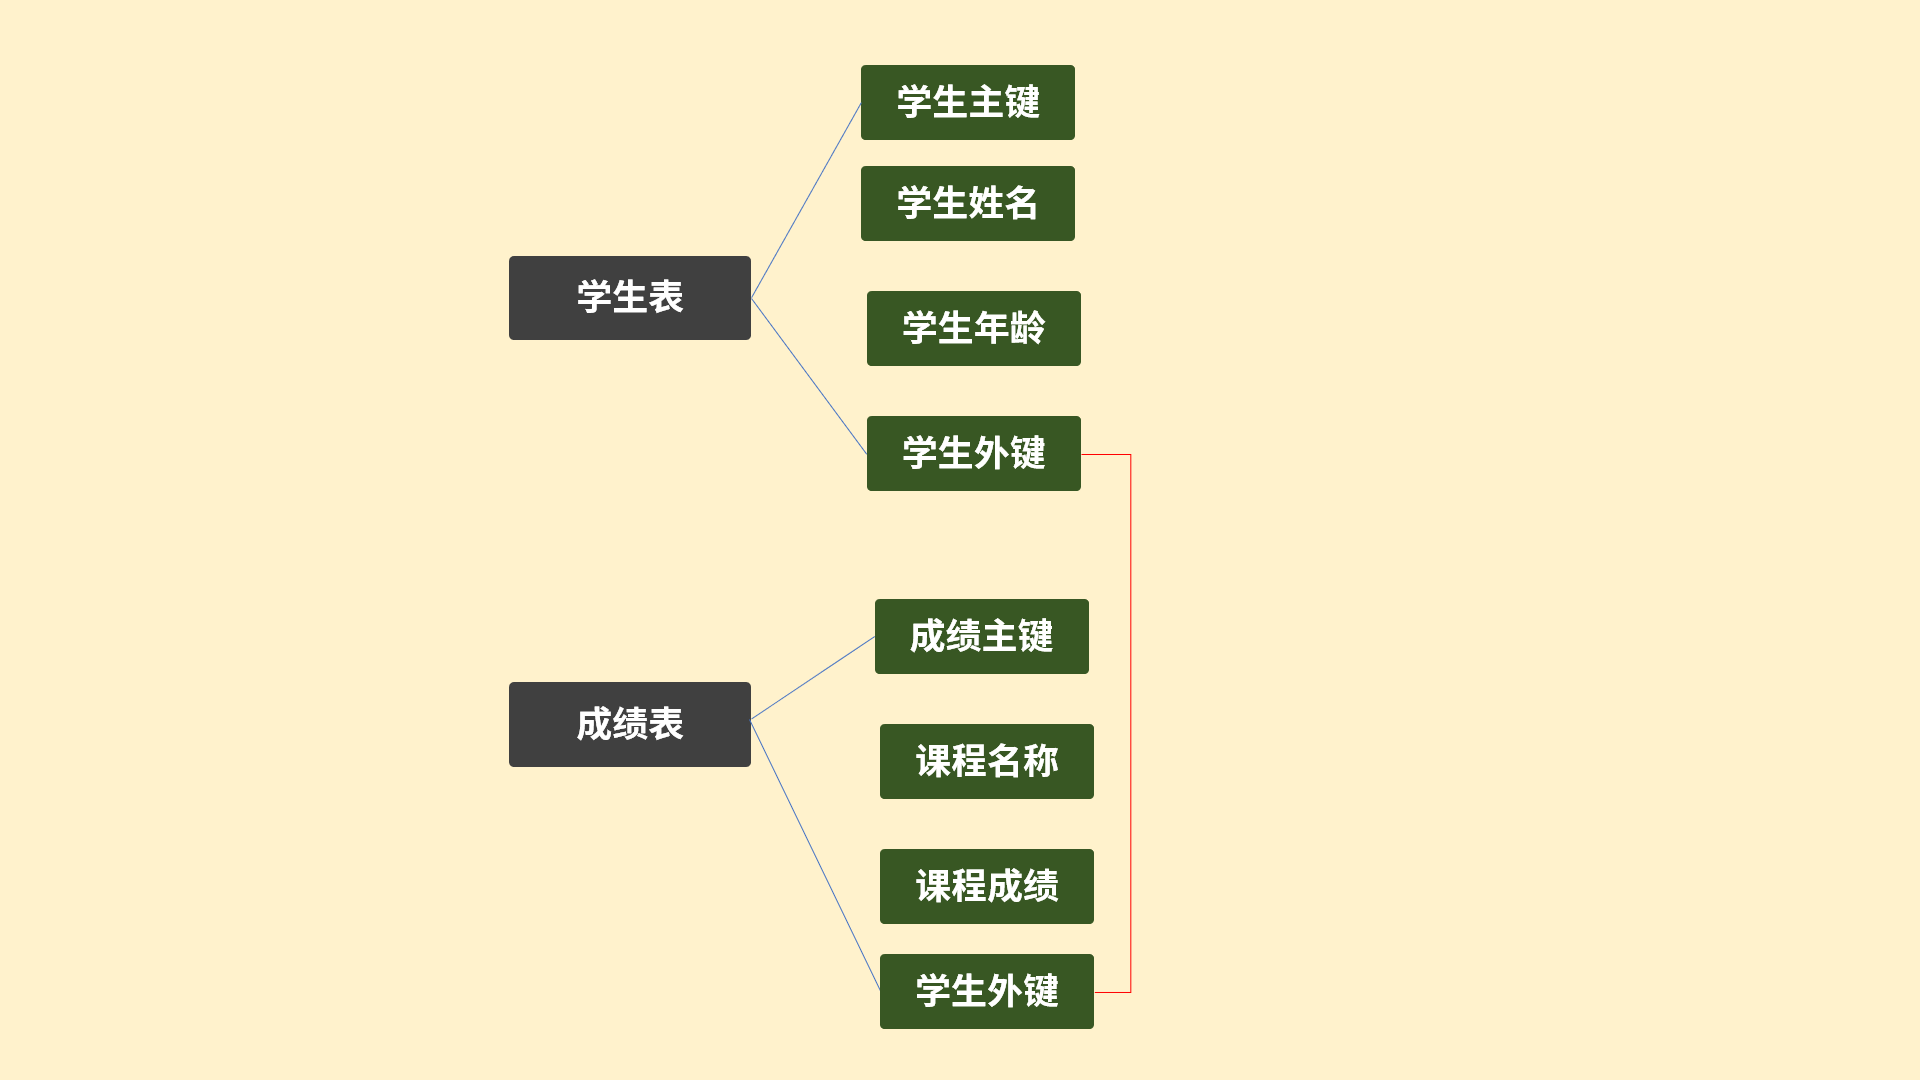 学生表
学生主键
学生姓名
学生年龄
学生外键
成绩表
成绩主键
课程名称
课程成绩
学生外键